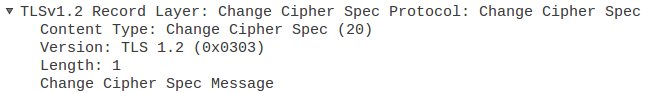 TLSv1.2 Record Layer: Change Cipher Spec Protocol: Change Cipher Spec
Content Type: Change Cipher Spec (20)
Version: TLS 1.2 (0x0303)
Length: 1
Change Cipher Spec Message